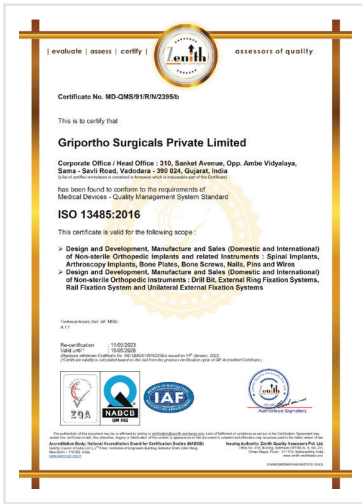 | evaluate | assess | certify |
Zenith
assessors of quality
Certificate No. MD-QMS/91/R/N/2395/b
This is to certify that
Griportho Surgicals Private Limited
Corporate Office / Head Office : 310, Sanket Avenue, Opp. Ambe Vidyalaya,
Sama - Savli Road, Vadodara - 390 024, Gujarat, India
has been found to conform to the requirements of
Medical Devices - Quality Management System Standard
ISO 13485:2016
This certificate is valid for the following scope :
➢ Design and Development, Manufacture and Sales (Domestic and International)
of Non-sterile Orthopedic Implants and related Instruments : Spinal Implants,
Arthroscopy Implants, Bone Plates, Bone Screws, Nails, Pins and Wires
➢ Design and Development, Manufacture and Sales (Domestic and International)
of Non-sterile Orthopedic Instruments : Drill Bit, External Ring Fixation Systems,
Rail Fixation System and Unilateral External Fixation Systems
Re-certification : 11/05/2023
Valid until * : 15/05/2026
ZQA
NABCB
QM 042
IAF
Authorised Signatory